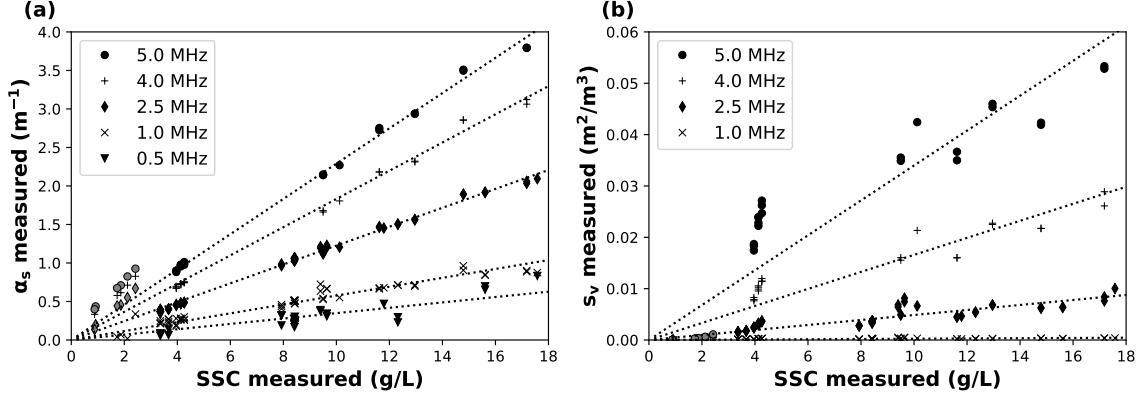 (a)
4.0
3.5
3.0
2.5
2.0
1.5
1.0
0.5
0.0
αs measured (m⁻¹)
5.0 MHz
4.0 MHz
2.5 MHz
1.0 MHz
0.5 MHz
0 2 4 6 8 10 12 14 16 18
SSC measured (g/L)
(b)
0.06
0.05
0.04
0.03
0.02
0.01
0.00
sv measured (m²/m³)
5.0 MHz
4.0 MHz
2.5 MHz
1.0 MHz
0 2 4 6 8 10 12 14 16 18
SSC measured (g/L)